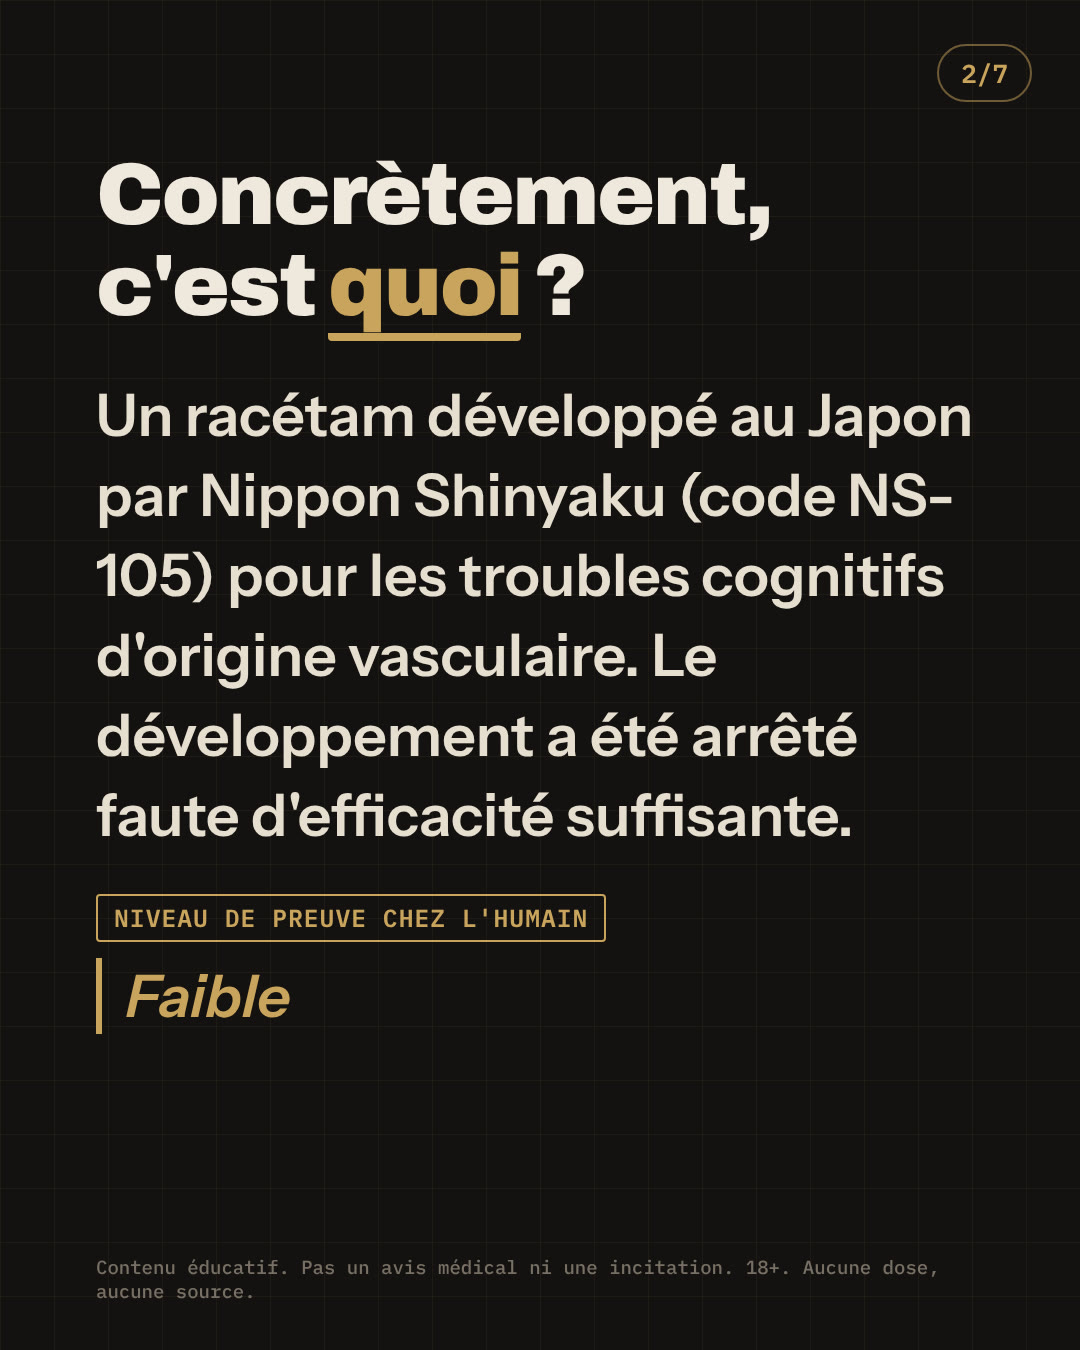 2/7
Concrètement,
c'est quoi ?
Un racétam développé au Japon
par Nippon Shinyaku (code NS-
105) pour les troubles cognitifs
d'origine vasculaire. Le
développement a été arrêté
faute d'efficacité suffisante.
NIVEAU DE PREUVE CHEZ L'HUMAIN
Faible
Contenu éducatif. Pas un avis médical ni une incitation. 18+. Aucune dose,
aucune source.